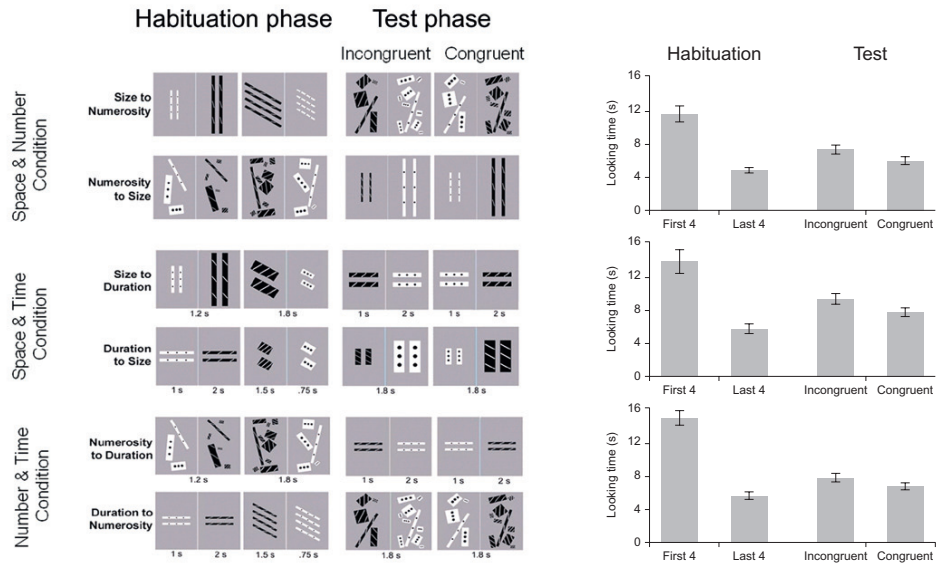 Habituation phase
Test phase
Incongruent
Congruent
Space & Number
Condition
Size to
Numerosity
Numerosity
to Size
Space & Time
Condition
Size to
Duration
1.2 s
1.8 s
1 s
2 s
1 s
2 s
Duration
to Size
1 s
2 s
1.5 s
.75 s
1.8 s
1.8 s
Number & Time
Condition
Numerosity
to Duration
1.2 s
1.8 s
1 s
2 s
1 s
2 s
Duration to
Numerosity
1 s
2 s
1.5 s
.75 s
1.8 s
1.8 s
Habituation
Test
Looking time (s)
16
12
8
4
0
First 4
Last 4
Incongruent
Congruent
Looking time (s)
16
12
8
4
0
First 4
Last 4
Incongruent
Congruent
Looking time (s)
16
12
8
4
0
First 4
Last 4
Incongruent
Congruent